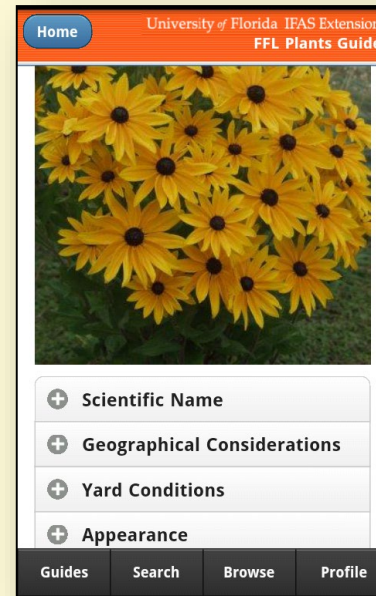 Home
University of Florida IFAS Extension
FFL Plants Guide
Scientific Name
Geographical Considerations
Yard Conditions
Appearance
Guides Search Browse Profile